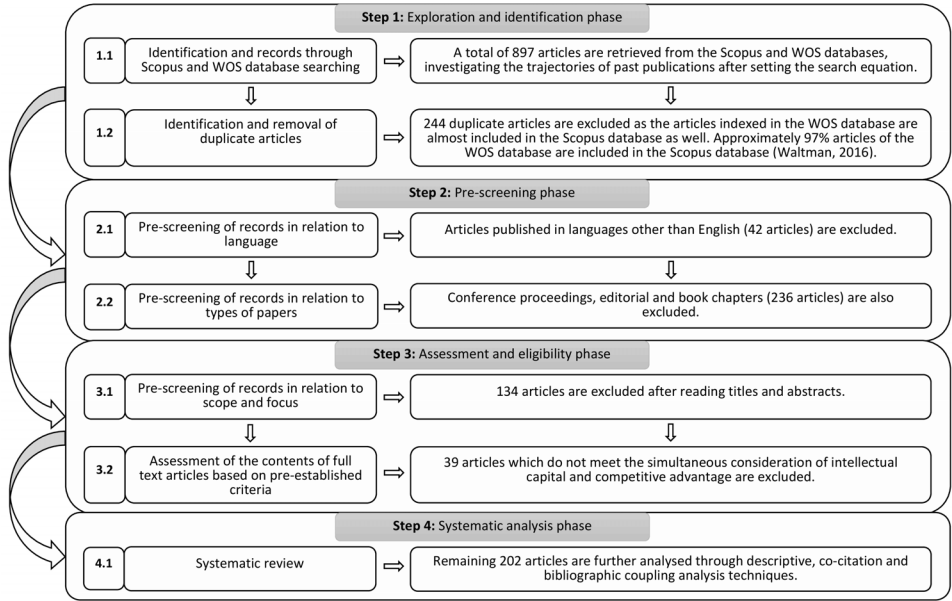 Step 1: Exploration and identification phase
1.1
Identification and records through
Scopus and WOS database searching
A total of 897 articles are retrieved from the Scopus and WOS databases,
investigating the trajectories of past publications after setting the search equation.
1.2
Identification and removal of
duplicate articles
244 duplicate articles are excluded as the articles indexed in the WOS database are
almost included in the Scopus database as well. Approximately 97% articles of the
WOS database are included in the Scopus database (Waltman, 2016).
Step 2: Pre-screening phase
2.1
Pre-screening of records in relation to
language
Articles published in languages other than English (42 articles) are excluded.
2.2
Pre-screening of records in relation to
types of papers
Conference proceedings, editorial and book chapters (236 articles) are also
excluded.
Step 3: Assessment and eligibility phase
3.1
Pre-screening of records in relation to
scope and focus
134 articles are excluded after reading titles and abstracts.
3.2
Assessment of the contents of full
text articles based on pre-established
criteria
39 articles which do not meet the simultaneous consideration of intellectual
capital and competitive advantage are excluded.
Step 4: Systematic analysis phase
4.1
Systematic review
Remaining 202 articles are further analysed through descriptive, co-citation and
bibliographic coupling analysis techniques.